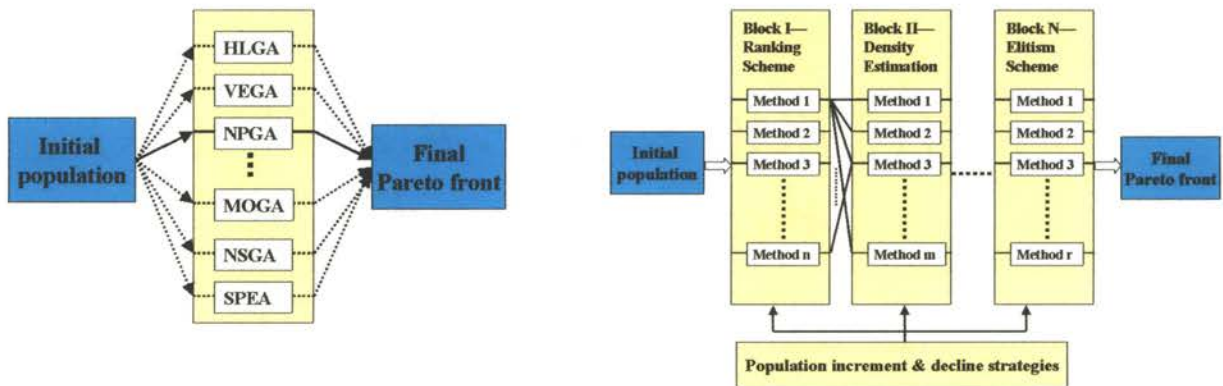 HLGA
VEGA
NPGA
MOGA
NSGA
SPEA
Initial
population
Final
Pareto front
Initial
population
Block I—
Ranking
Scheme
Method 1
Method 2
Method 3
Method n
Block II—
Density
Estimation
Method 1
Method 2
Method 3
Method m
Block N—
Elitism
Scheme
Method 1
Method 2
Method 3
Method r
Final
Pareto front
Population increment & decline strategies